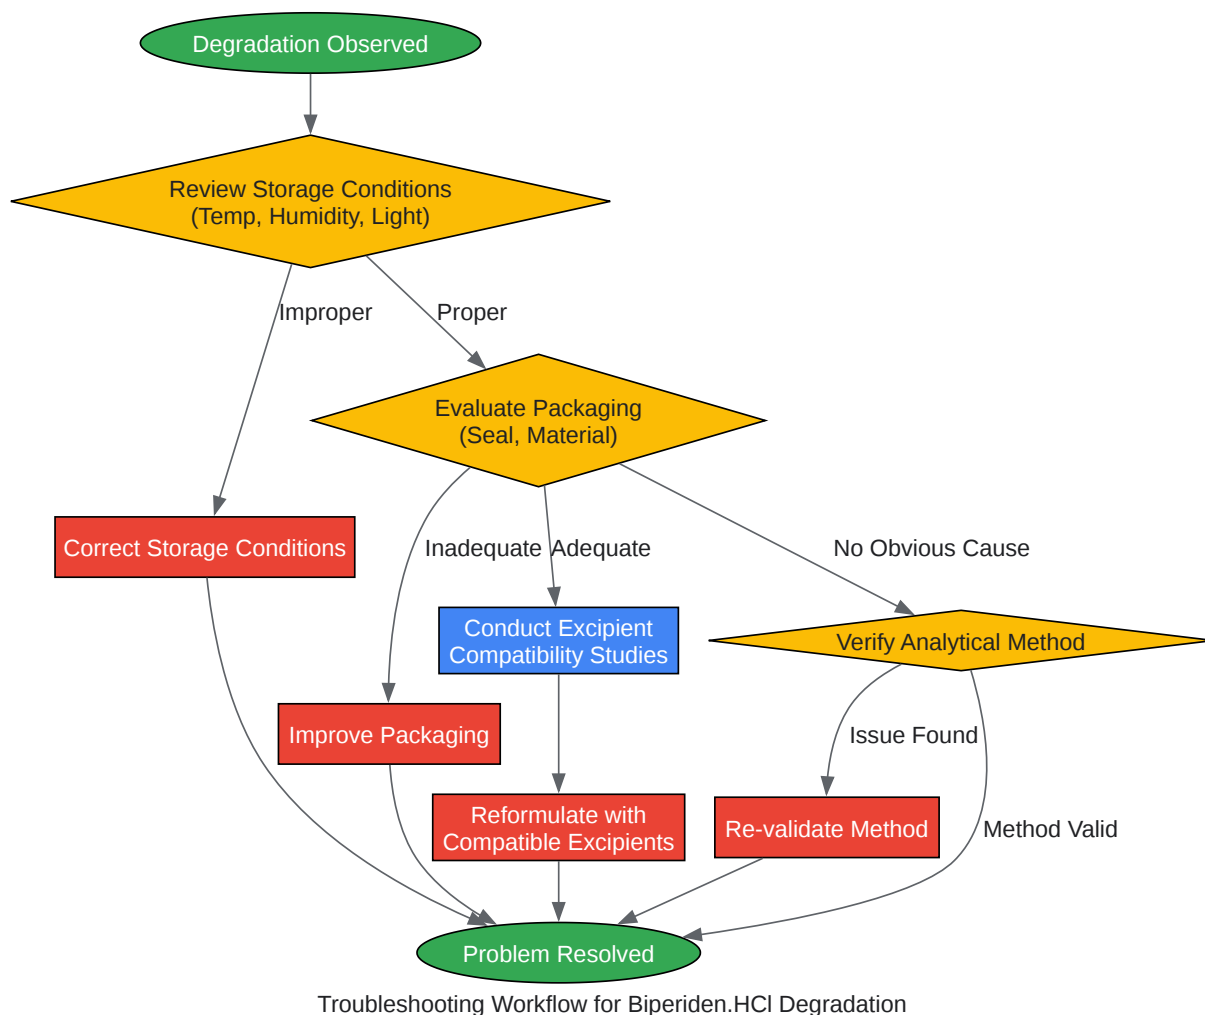 Degradation Observed
Review Storage Conditions
(Temp, Humidity, Light)
Improper
Proper
Evaluate Packaging
(Seal, Material)
Correct Storage Conditions
Inadequate
Adequate
No Obvious Cause
Conduct Excipient
Compatibility Studies
Verify Analytical Method
Improve Packaging
Issue Found
Reformulate with
Compatible Excipients
Re-validate Method
Method Valid
Problem Resolved
Troubleshooting Workflow for Biperiden.HCl Degradation